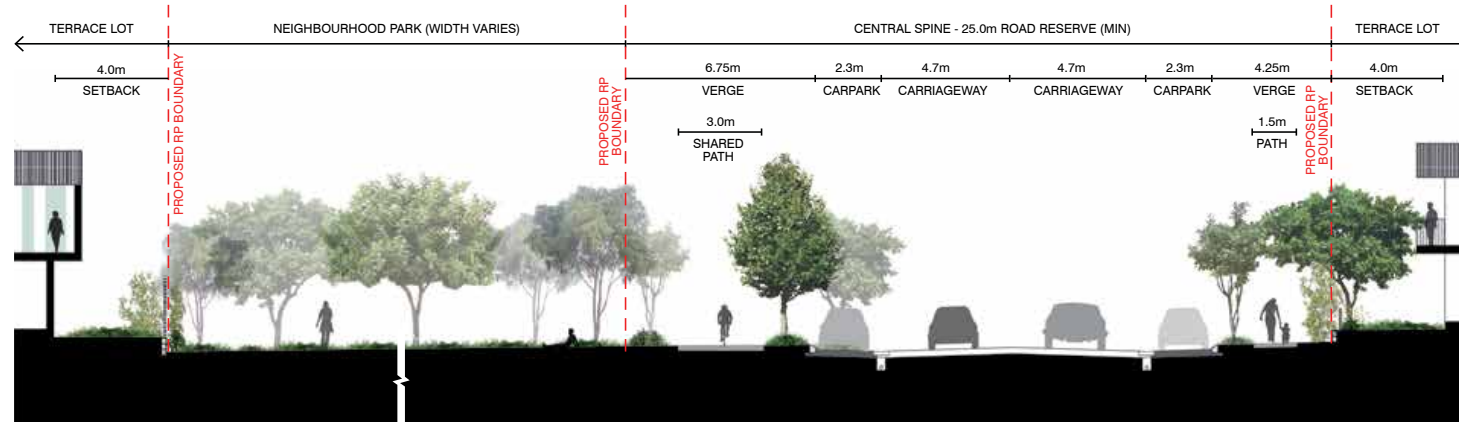 TERRACE LOT
NEIGHBOURHOOD PARK (WIDTH VARIES)
CENTRAL SPINE - 25.0m ROAD RESERVE (MIN)
TERRACE LOT
4.0m
SETBACK
6.75m
VERGE
2.3m
CARPARK
4.7m
CARRIAGEWAY
4.7m
CARRIAGEWAY
2.3m
CARPARK
4.25m
VERGE
4.0m
SETBACK
3.0m
SHARED
PATH
1.5m
PATH
PROPOSED RP BOUNDARY
PROPOSED RP
BOUNDARY
PROPOSED RP
BOUNDARY